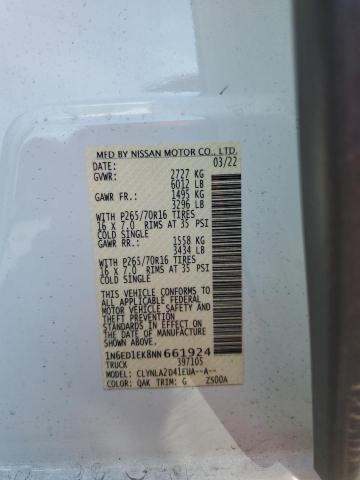 MFD BY NISSAN MOTOR CO., LTD.
DATE: 03/22
GVWR: 2727 KG
6012 LB
GAWR FR.: 1495 KG
3296 LB
WITH P265/70R16 TIRES
16 X 7.0 RIMS AT 35 PSI
COLD SINGLE
GAWR RR.: 1558 KG
3434 LB
WITH P265/70R16 TIRES
16 X 7.0 RIMS AT 35 PSI
COLD SINGLE
THIS VEHICLE CONFORMS TO
ALL APPLICABLE FEDERAL
MOTOR VEHICLE SAFETY AND
THEFT PREVENTION
STANDARDS IN EFFECT ON THE
DATE OF MANUFACTURE
SHOWN ABOVE.
1N6ED1EK8NN661924
TRUCK 397105
MODEL: CLYNLA2D41EUA--A--
COLOR: QAK TRIM: G ZS00A